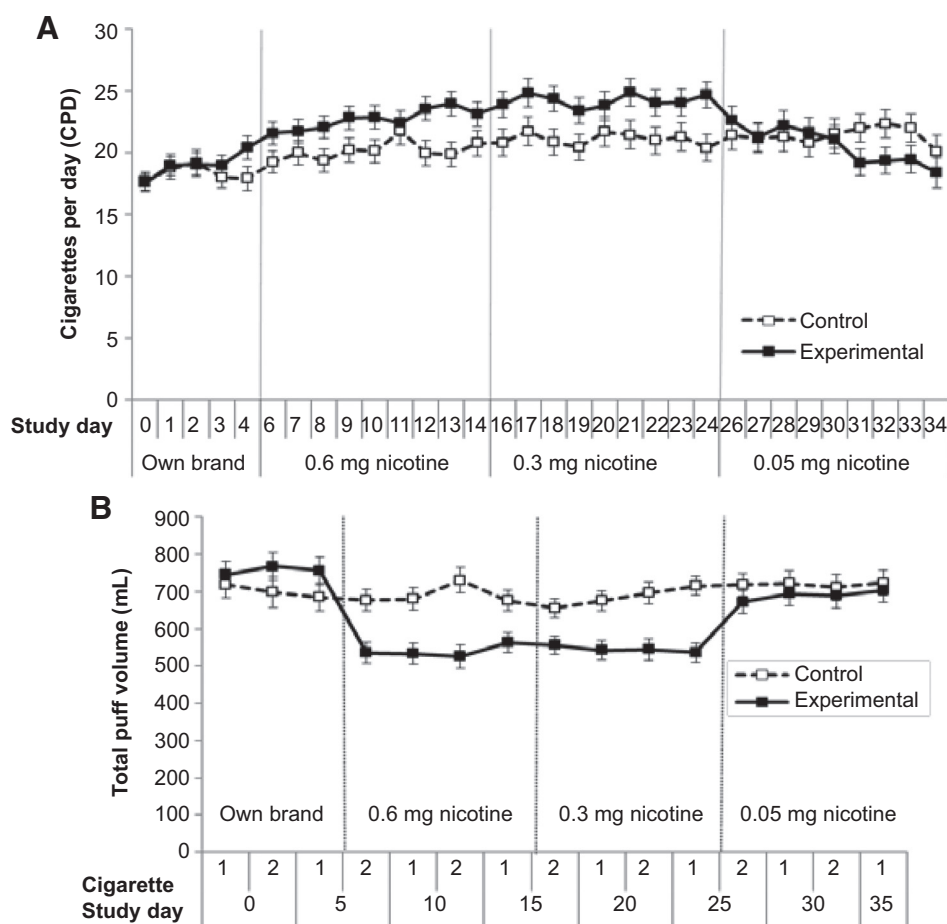 A
Cigarettes per day (CPD)
30
25
20
15
10
5
0
Control
Experimental
Study day 0 1 2 3 4 6 7 8 9 10 11 12 13 14 16 17 18 19 20 21 22 23 24 26 27 28 29 30 31 32 33 34
Own brand 0.6 mg nicotine 0.3 mg nicotine 0.05 mg nicotine
B
Total puff volume (mL)
900
800
700
600
500
400
300
200
100
0
Control
Experimental
Own brand 0.6 mg nicotine 0.3 mg nicotine 0.05 mg nicotine
Cigarette 1 2 1 2 1 2 1 2 1 2 1 2 1 2 1
Study day 0 5 10 15 20 25 30 35